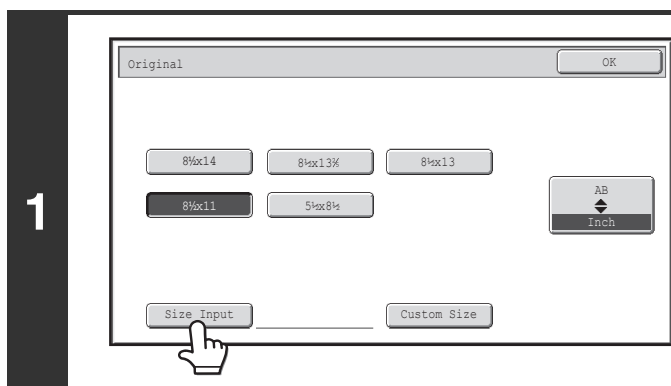 1
Original
OK
8½x14
8½x13⅖
8½x13
8½x11
5½x8½
AB
Inch
Size Input
Custom Size